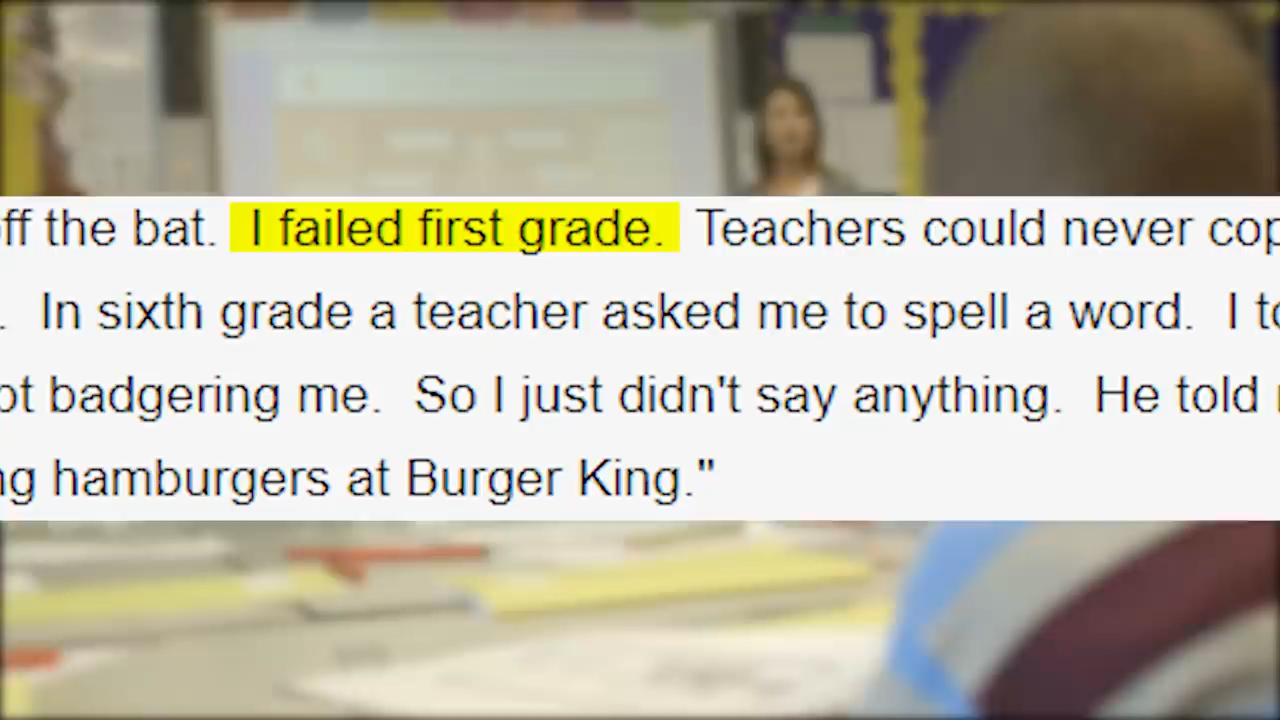 off the bat. I failed first grade. Teachers could never
. In sixth grade a teacher asked me to spell a word. I
badgering me. So I just didn't say anything. He told
hamburgers at Burger King."